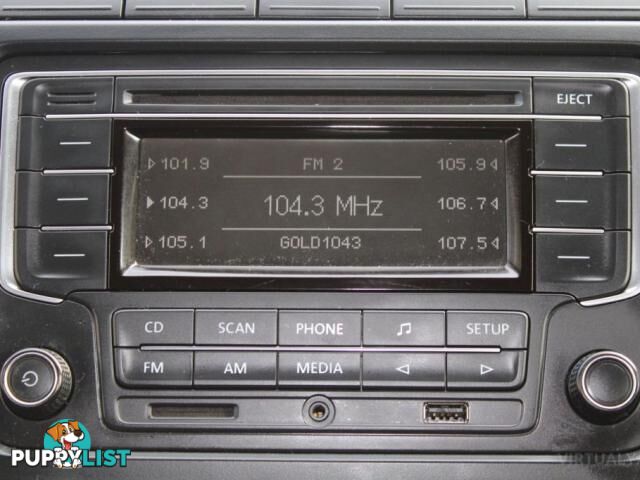 EJECT
101.9 FM 2 105.9
104.3 104.3 MHz 106.7
105.1 GOLD1043 107.5
CD SCAN PHONE SETUP
FM AM MEDIA
PUPPYLIST
VIRTUALY